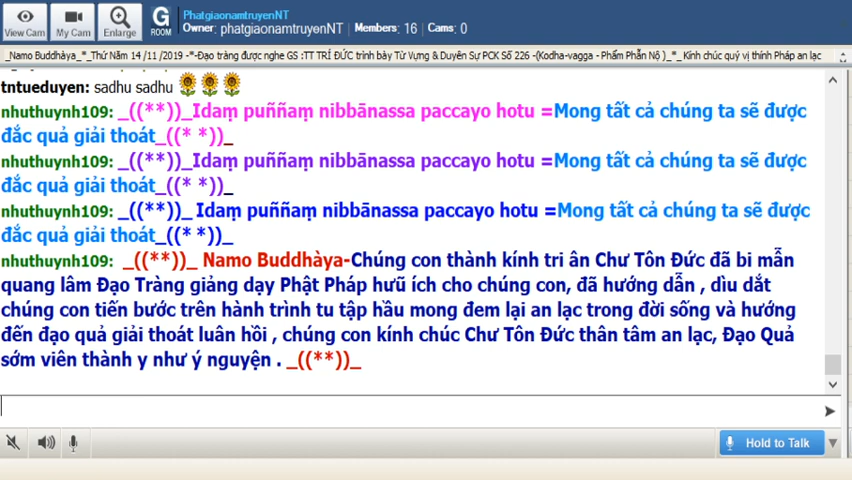 PhatgiaonamtruyenNT
Owner: phatgiaonamtruyenNT Members: 16 Cams: 0
View Cam My Cam Enlarge G ROOM
_Namo Buddhàya_*_Thứ Năm 14 /11 /2019 -*-Đạo tràng được nghe GS :TT TRÍ ĐỨC trình bày Từ Vựng & Duyên Sự PCK Số 226 -(Kodha-vagga - Phẩm Phẫn Nộ )_*_ Kính chúc quý vị thính Pháp an lạc
tntueduyen: sadhu sadhu
nhuthuynh109: _((**))_Idaṃ puññaṃ nibbānassa paccayo hotu =Mong tất cả chúng ta sẽ được
đắc quả giải thoát_((* *))_
nhuthuynh109: _((**))_Idaṃ puññaṃ nibbānassa paccayo hotu =Mong tất cả chúng ta sẽ được
đắc quả giải thoát_((* *))_
nhuthuynh109: _((**))_ Idaṃ puññaṃ nibbānassa paccayo hotu =Mong tất cả chúng ta sẽ được
đắc quả giải thoát_((* *))_
nhuthuynh109: _((**))_ Namo Buddhàya-Chúng con thành kính tri ân Chư Tôn Đức đã bi mẫn
quang lâm Đạo Tràng giảng dạy Phật Pháp hưũ ích cho chúng con, đã hướng dẫn , dìu dắt
chúng con tiến bước trên hành trình tu tập hầu mong đem lại an lạc trong đời sống và hướng
đến đạo quả giải thoát luân hồi , chúng con kính chúc Chư Tôn Đức thân tâm an lạc, Đạo Quả
sớm viên thành y như ý nguyện . _((**))_
Hold to Talk